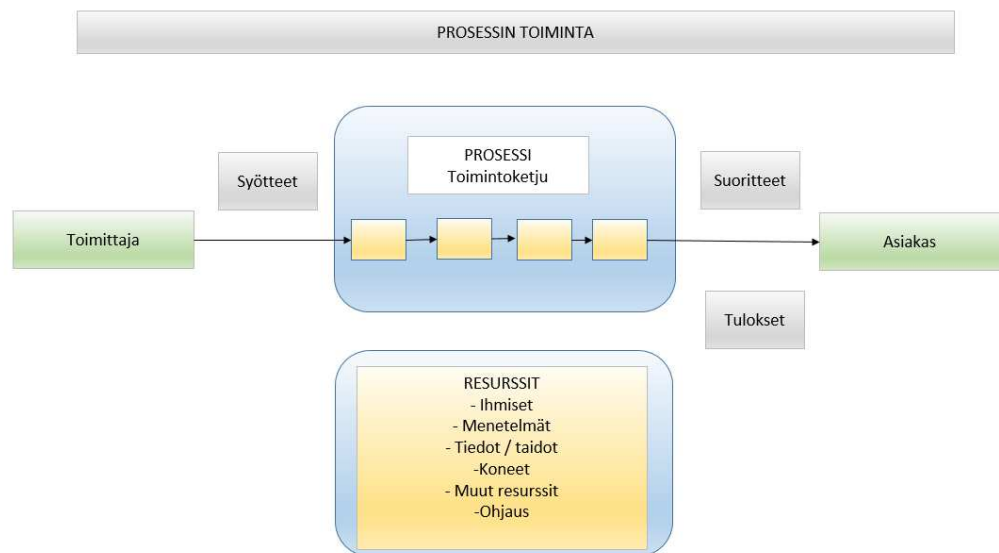 PROSESSIN TOIMINTA
PROSESSI
Toimintoketju
Syötteet
Suoritteet
Toimittaja
Asiakas
Tulokset
RESURSSIT
- Ihmiset
- Menetelmät
- Tiedot / taidot
-Koneet
- Muut resurssit
-Ohjaus